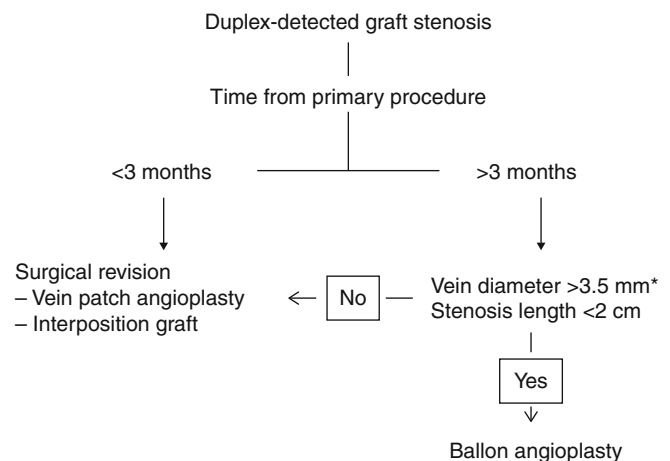 Duplex-detected graft stenosis
Time from primary procedure
<3 months
>3 months
Surgical revision
– Vein patch angioplasty
– Interposition graft
No
Vein diameter >3.5 mm*
Stenosis length <2 cm
Yes
Ballon angioplasty